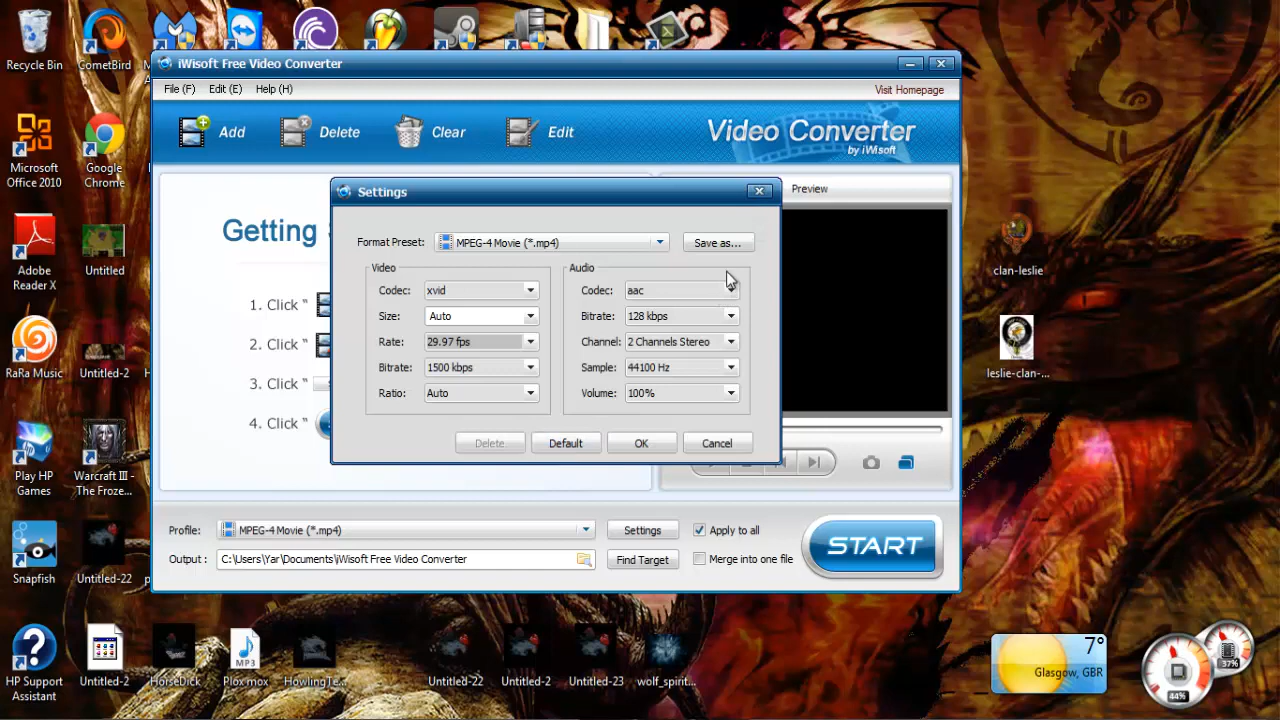 Recycle Bin
CometBird
iWisoft Free Video Converter
File (F) Edit (E) Help (H)
Visit Homepage
Add
Delete
Clear
Edit
Video Converter
by iWisoft
Microsoft
Office 2010
Google
Chrome
Adobe
Reader X
Untitled
RaRa Music
Untitled-2
Play HP
Games
Warcraft III -
The Froze...
Snapfish
Untitled-22
HP Support
Assistant
Untitled-2
HorseDick
MP3
Plox mox
HowlingTe...
Untitled-22
Untitled-2
Untitled-23
wolf_spirit...
Getting
1. Click "
2. Click "
3. Click
4. Click "
Preview
Settings
Format Preset: MPEG-4 Movie (*.mp4)
Save as...
Video
Codec: xvid
Size: Auto
Rate: 29.97 fps
Bitrate: 1500 kbps
Ratio: Auto
Audio
Codec: aac
Bitrate: 128 kbps
Channel: 2 Channels Stereo
Sample: 44100 Hz
Volume: 100%
Delete
Default
OK
Cancel
Profile: MPEG-4 Movie (*.mp4)
Settings
Apply to all
Output : C:\Users\Yar\Documents\iWisoft Free Video Converter
Find Target
Merge into one file
START
clan-leslie
leslie-clan-...
7°
Glasgow, GBR
44%
37%